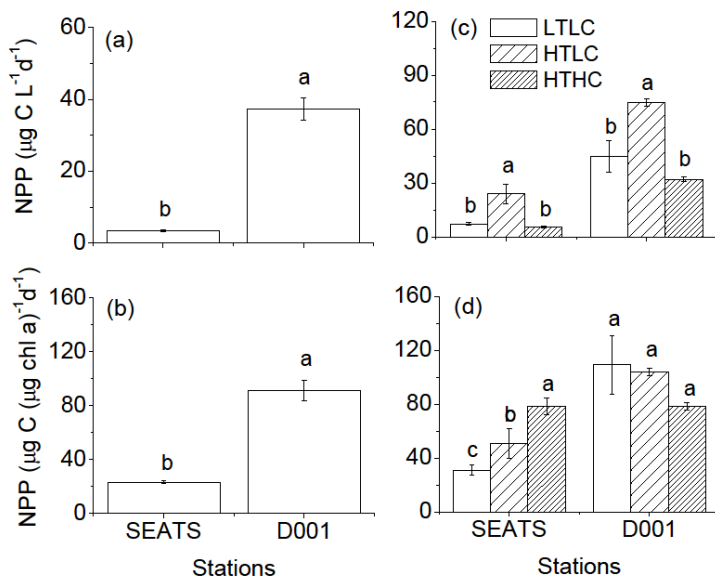 (a)
NPP (µg C L⁻¹d⁻¹)
60
40
20
0
b
a
(c)
LTLC
HTLC
HTHC
120
90
60
30
0
b
a
b
b
a
b
(b)
NPP (µg C (µg chl a)⁻¹d⁻¹)
160
120
80
40
0
b
a
SEATS
D001
Stations
(d)
160
120
80
40
0
c
b
a
a
a
a
SEATS
D001
Stations